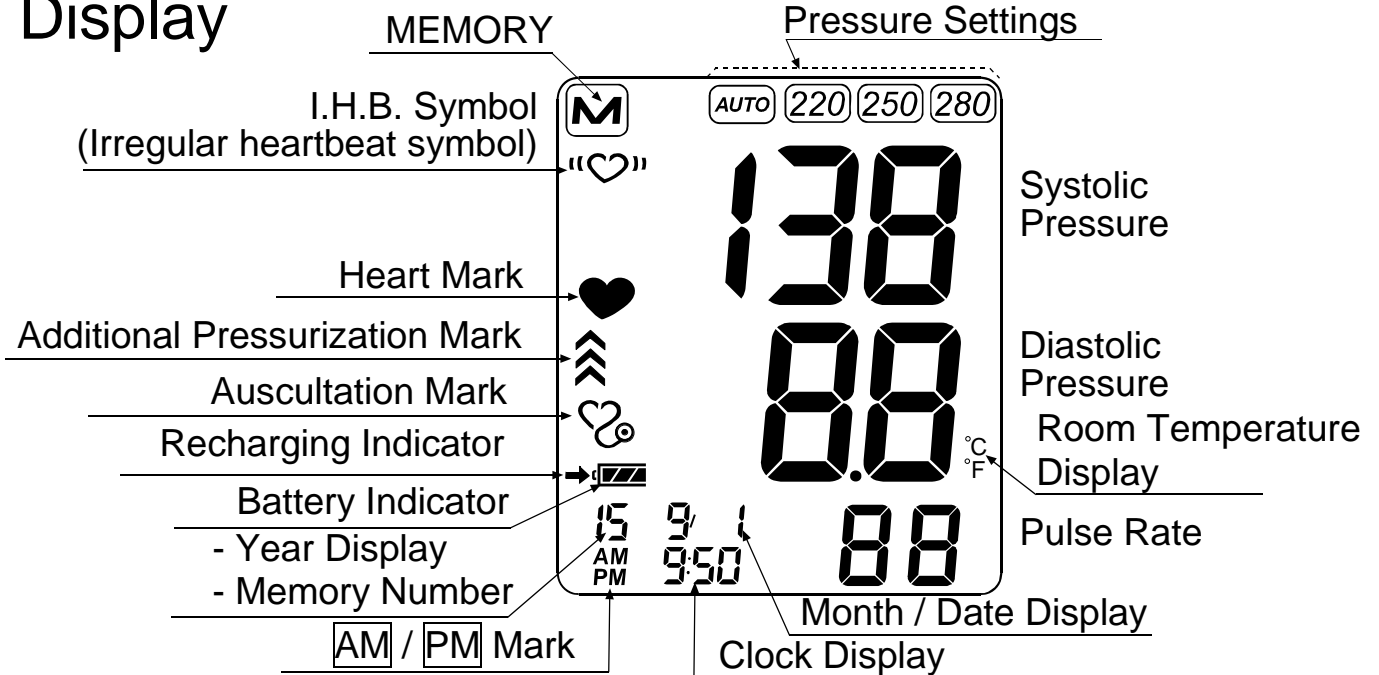 Display
MEMORY
Pressure Settings
I.H.B. Symbol
(Irregular heartbeat symbol)
M
AUTO 220 250 280
138
Systolic
Pressure
Heart Mark
Additional Pressurization Mark
Auscultation Mark
Recharging Indicator
Battery Indicator
- Year Display
- Memory Number
AM / PM Mark
88
Diastolic
Pressure
°C
°F
Room Temperature
Display
15 9/ 1
AM
PM
9:50
88
Pulse Rate
Month / Date Display
Clock Display